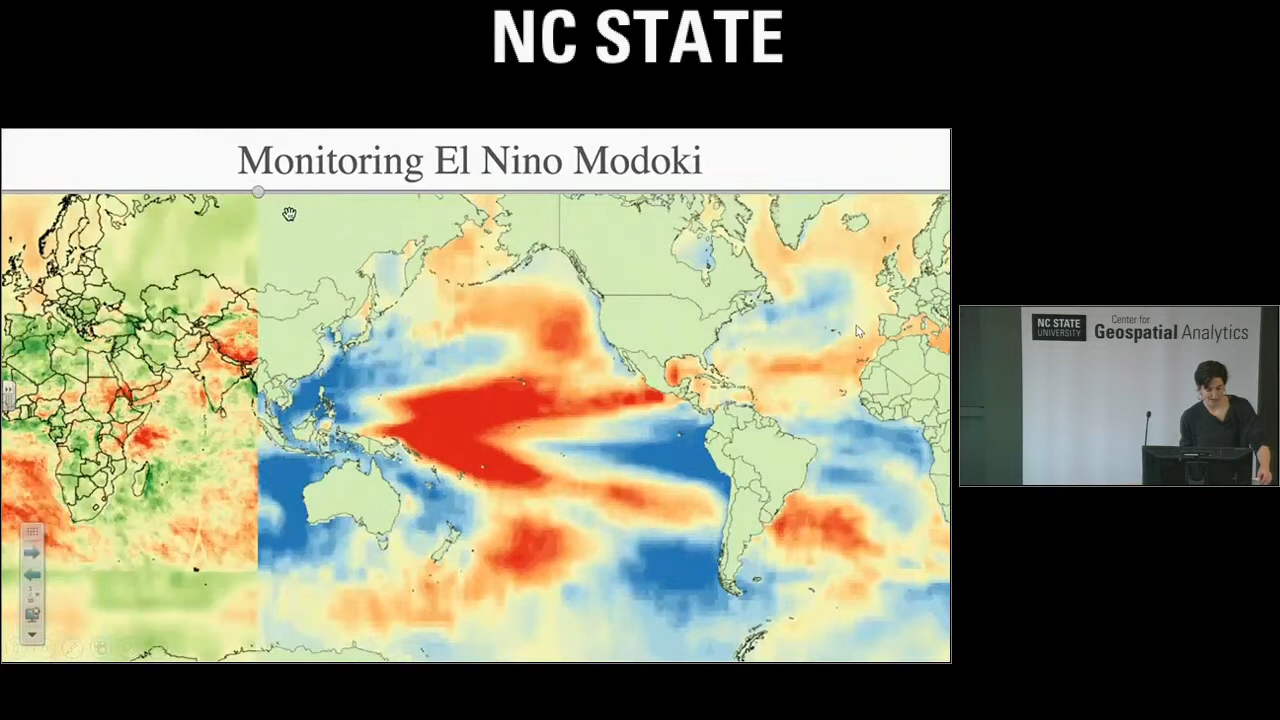 NC STATE
Monitoring El Nino Modoki
NC STATE
UNIVERSITY
Center for
Geospatial Analytics